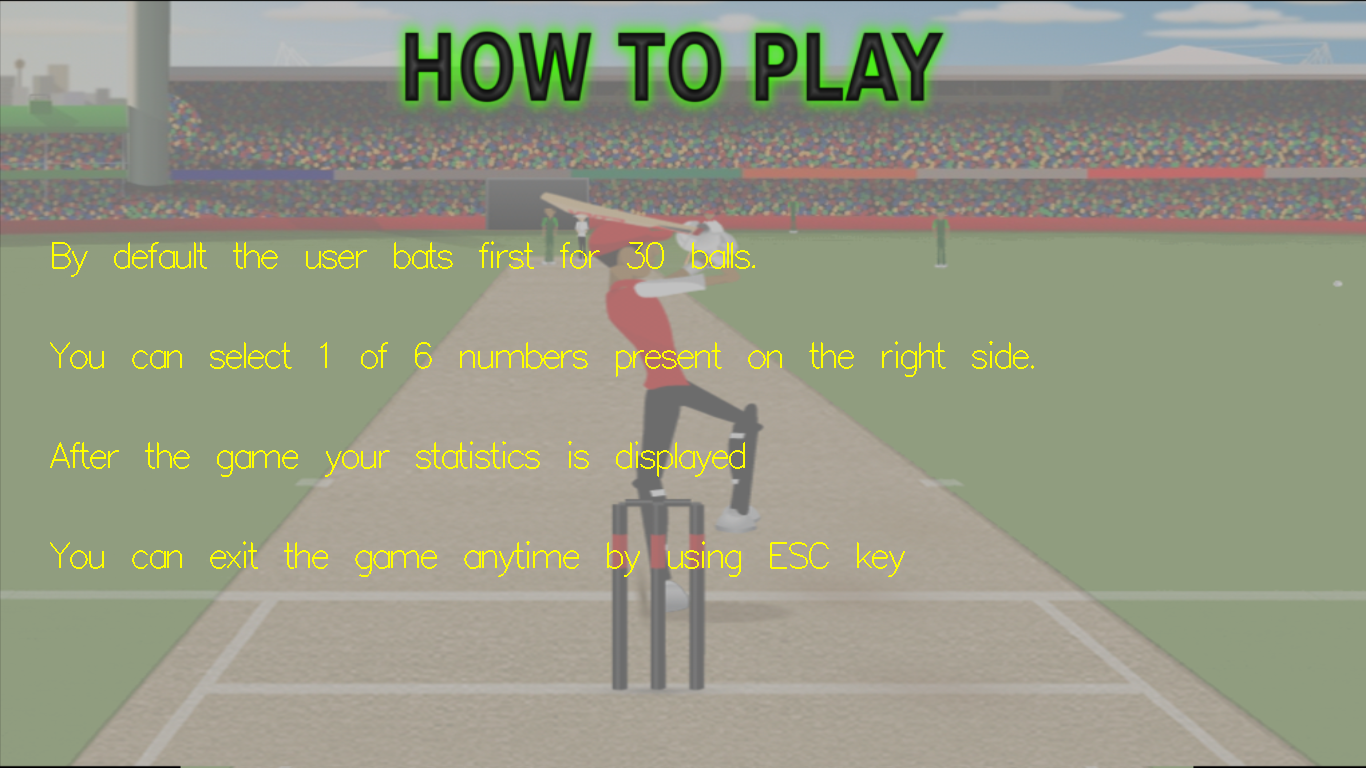 HOW TO PLAY
By default the user bats first for 30 balls.
You can select 1 of 6 numbers present on the right side.
After the game your statistics is displayed
You can exit the game anytime by using ESC key